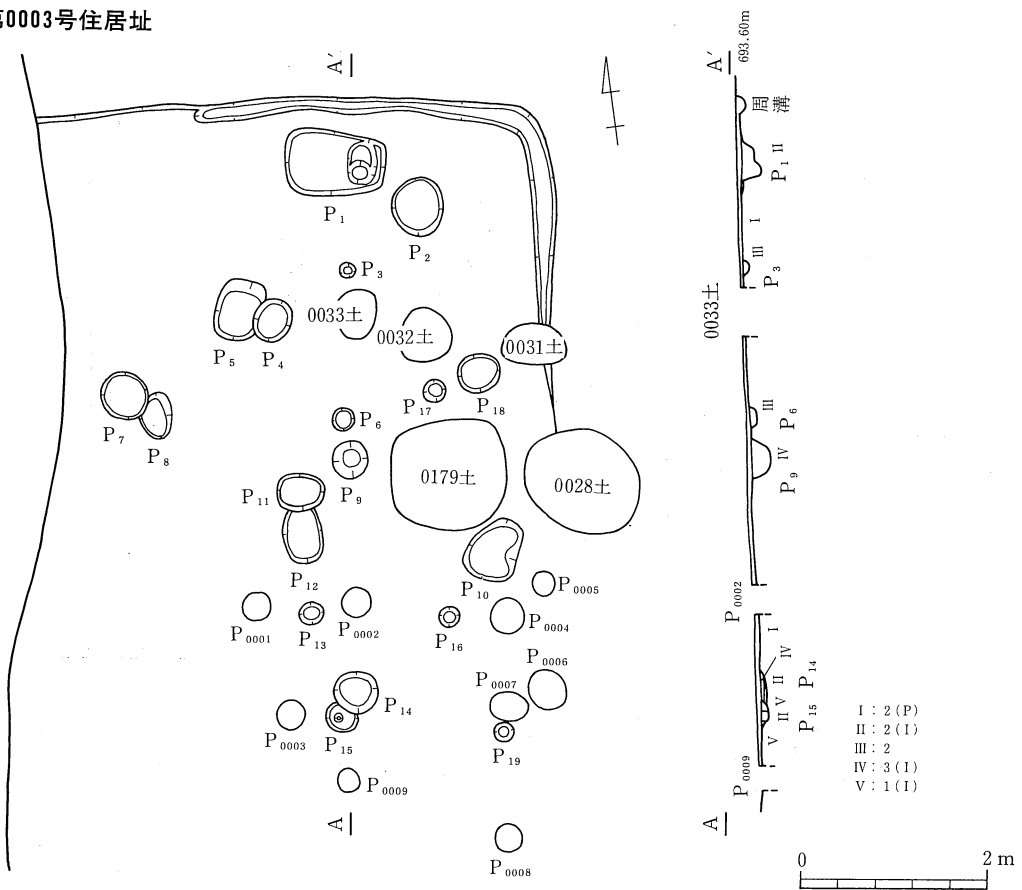 第0003号住居址
A′
A′
693.60m
周溝
P₁
II
P₁
P₂
I
P₃
III
P₃
0033土
0033土
0032土
0031土
P₅
P₄
P₁₇
P₁₈
P₇
P₈
P₆
III
P₆
IV
P₉
0179土
0028土
P₉
P₁₁
P₁₂
P₁₀
P₀₀₀₅
P₀₀₀₂
P₀₀₀₁
P₁₃
P₀₀₀₂
P₁₆
P₀₀₀₄
I
P₀₀₀₆
IV
P₀₀₀₇
II
P₁₄
P₁₄
V
II
P₁₅
P₀₀₀₃
P₁₅
P₁₉
V
P₀₀₀₉
P₀₀₀₉
I : 2 (P)
II : 2 (I)
III : 2
IV : 3 (I)
V : 1 (I)
A
A
P₀₀₀₈
0
2 m